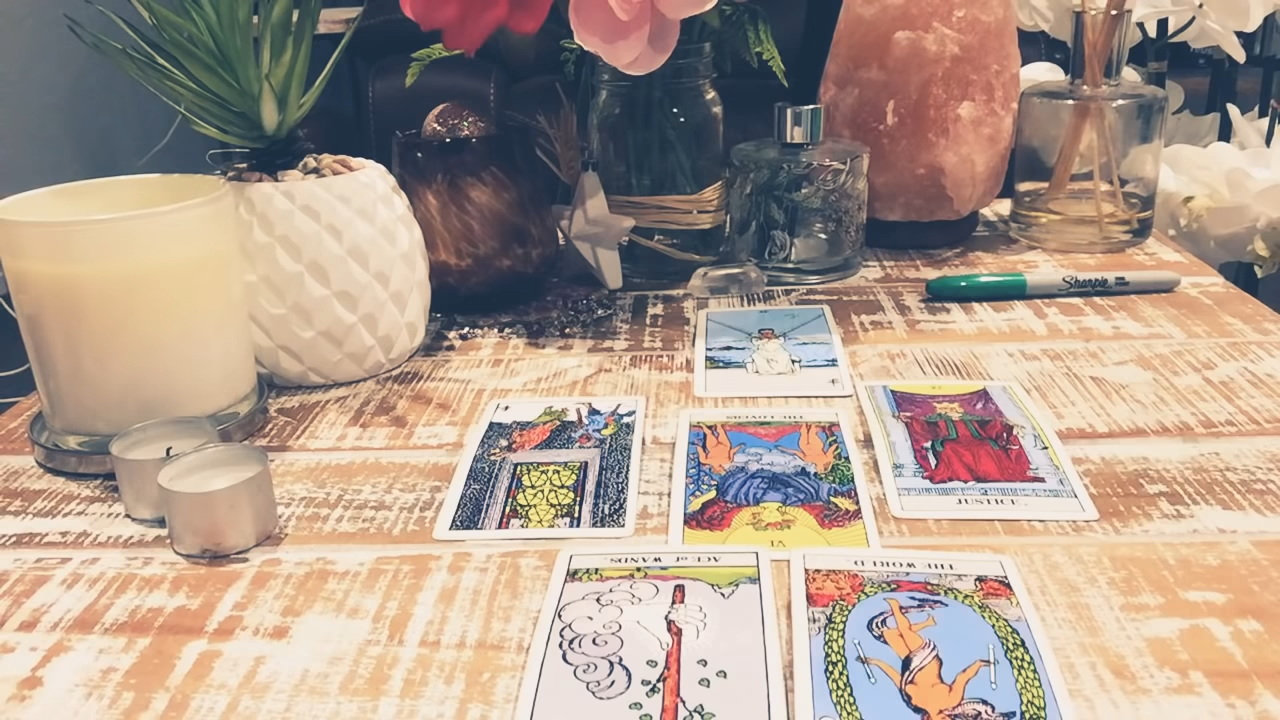 Sharpie
THE LOVERS
JUSTICE.
VI
ACE of WANDS.
THE WORLD